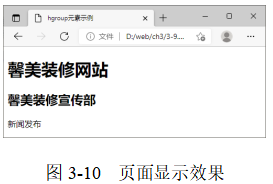 hgroup元素示例
文件
D:/web/ch3/3-9....
馨美装修网站
馨美装修宣传部
新闻发布
图 3-10 页面显示效果